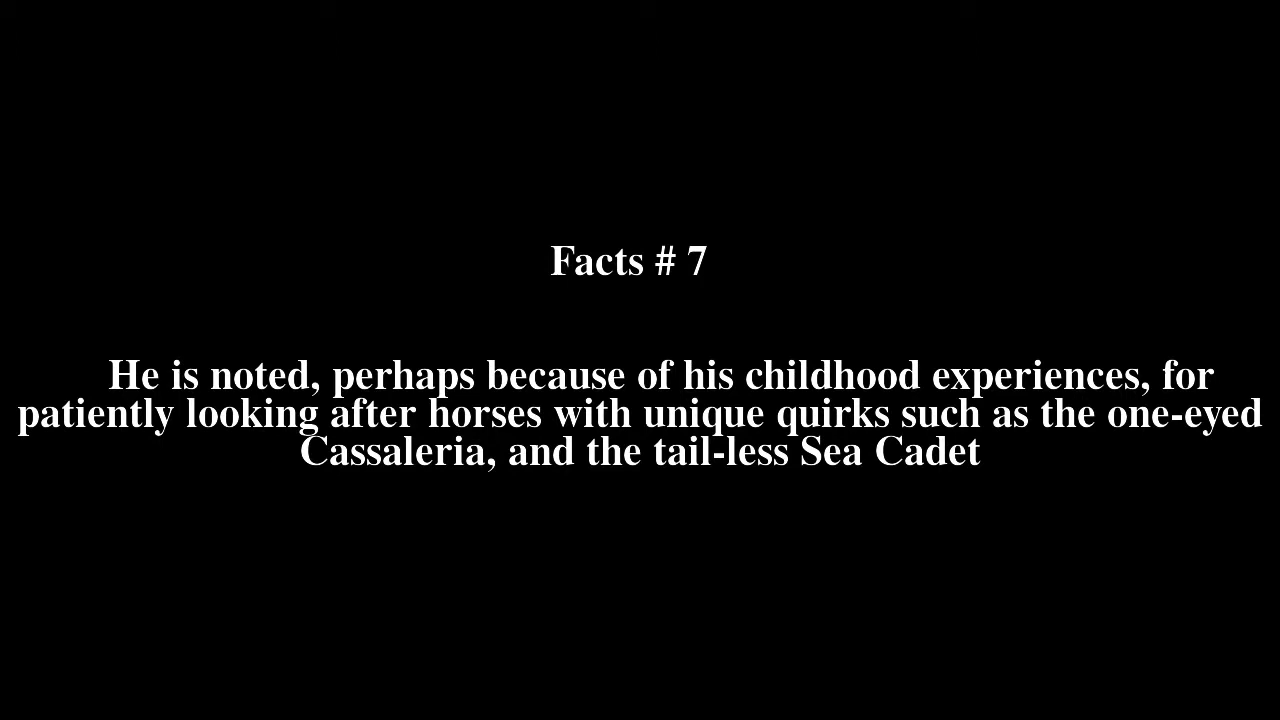 Facts # 7
He is noted, perhaps because of his childhood experiences, for
patiently looking after horses with unique quirks such as the one-eyed
Cassaleria, and the tail-less Sea Cadet